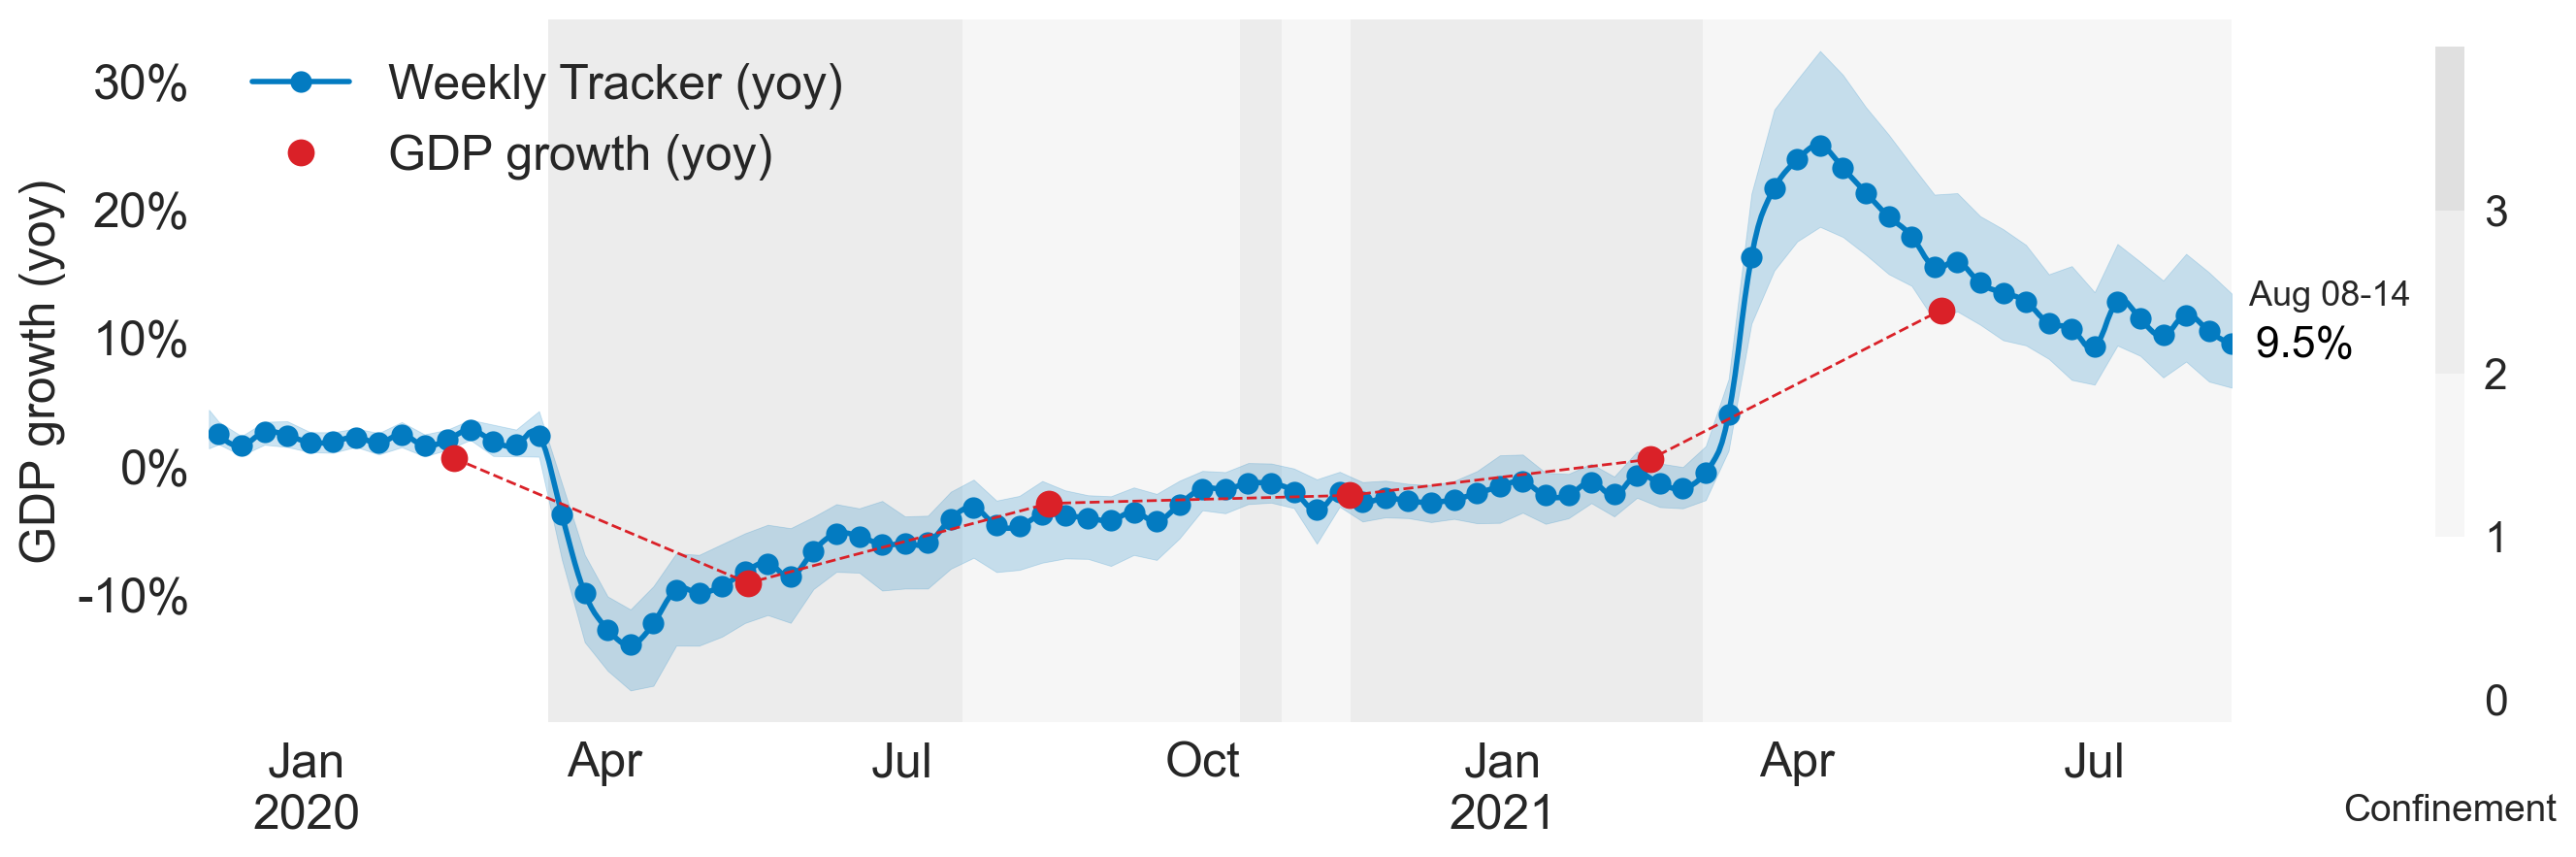 Weekly Tracker (yoy)
GDP growth (yoy)
GDP growth (yoy)
30%
20%
10%
0%
-10%
Jan
2020
Apr
Jul
Oct
Jan
2021
Apr
Jul
Aug 08-14
9.5%
3
2
1
0
Confinement